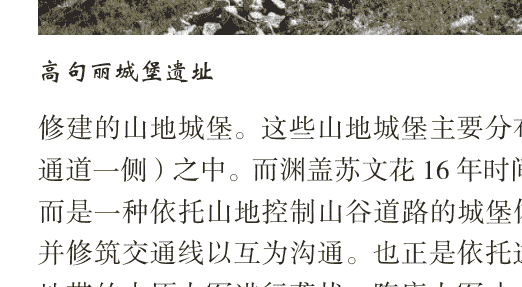 高句丽城堡遗址
修建的山地城堡。这些山地城堡主要分布
通道一侧）之中。而渊盖苏文花 16 年时间
而是一种依托山地控制山谷道路的城堡
并修筑交通线以互为沟通。也正是依托